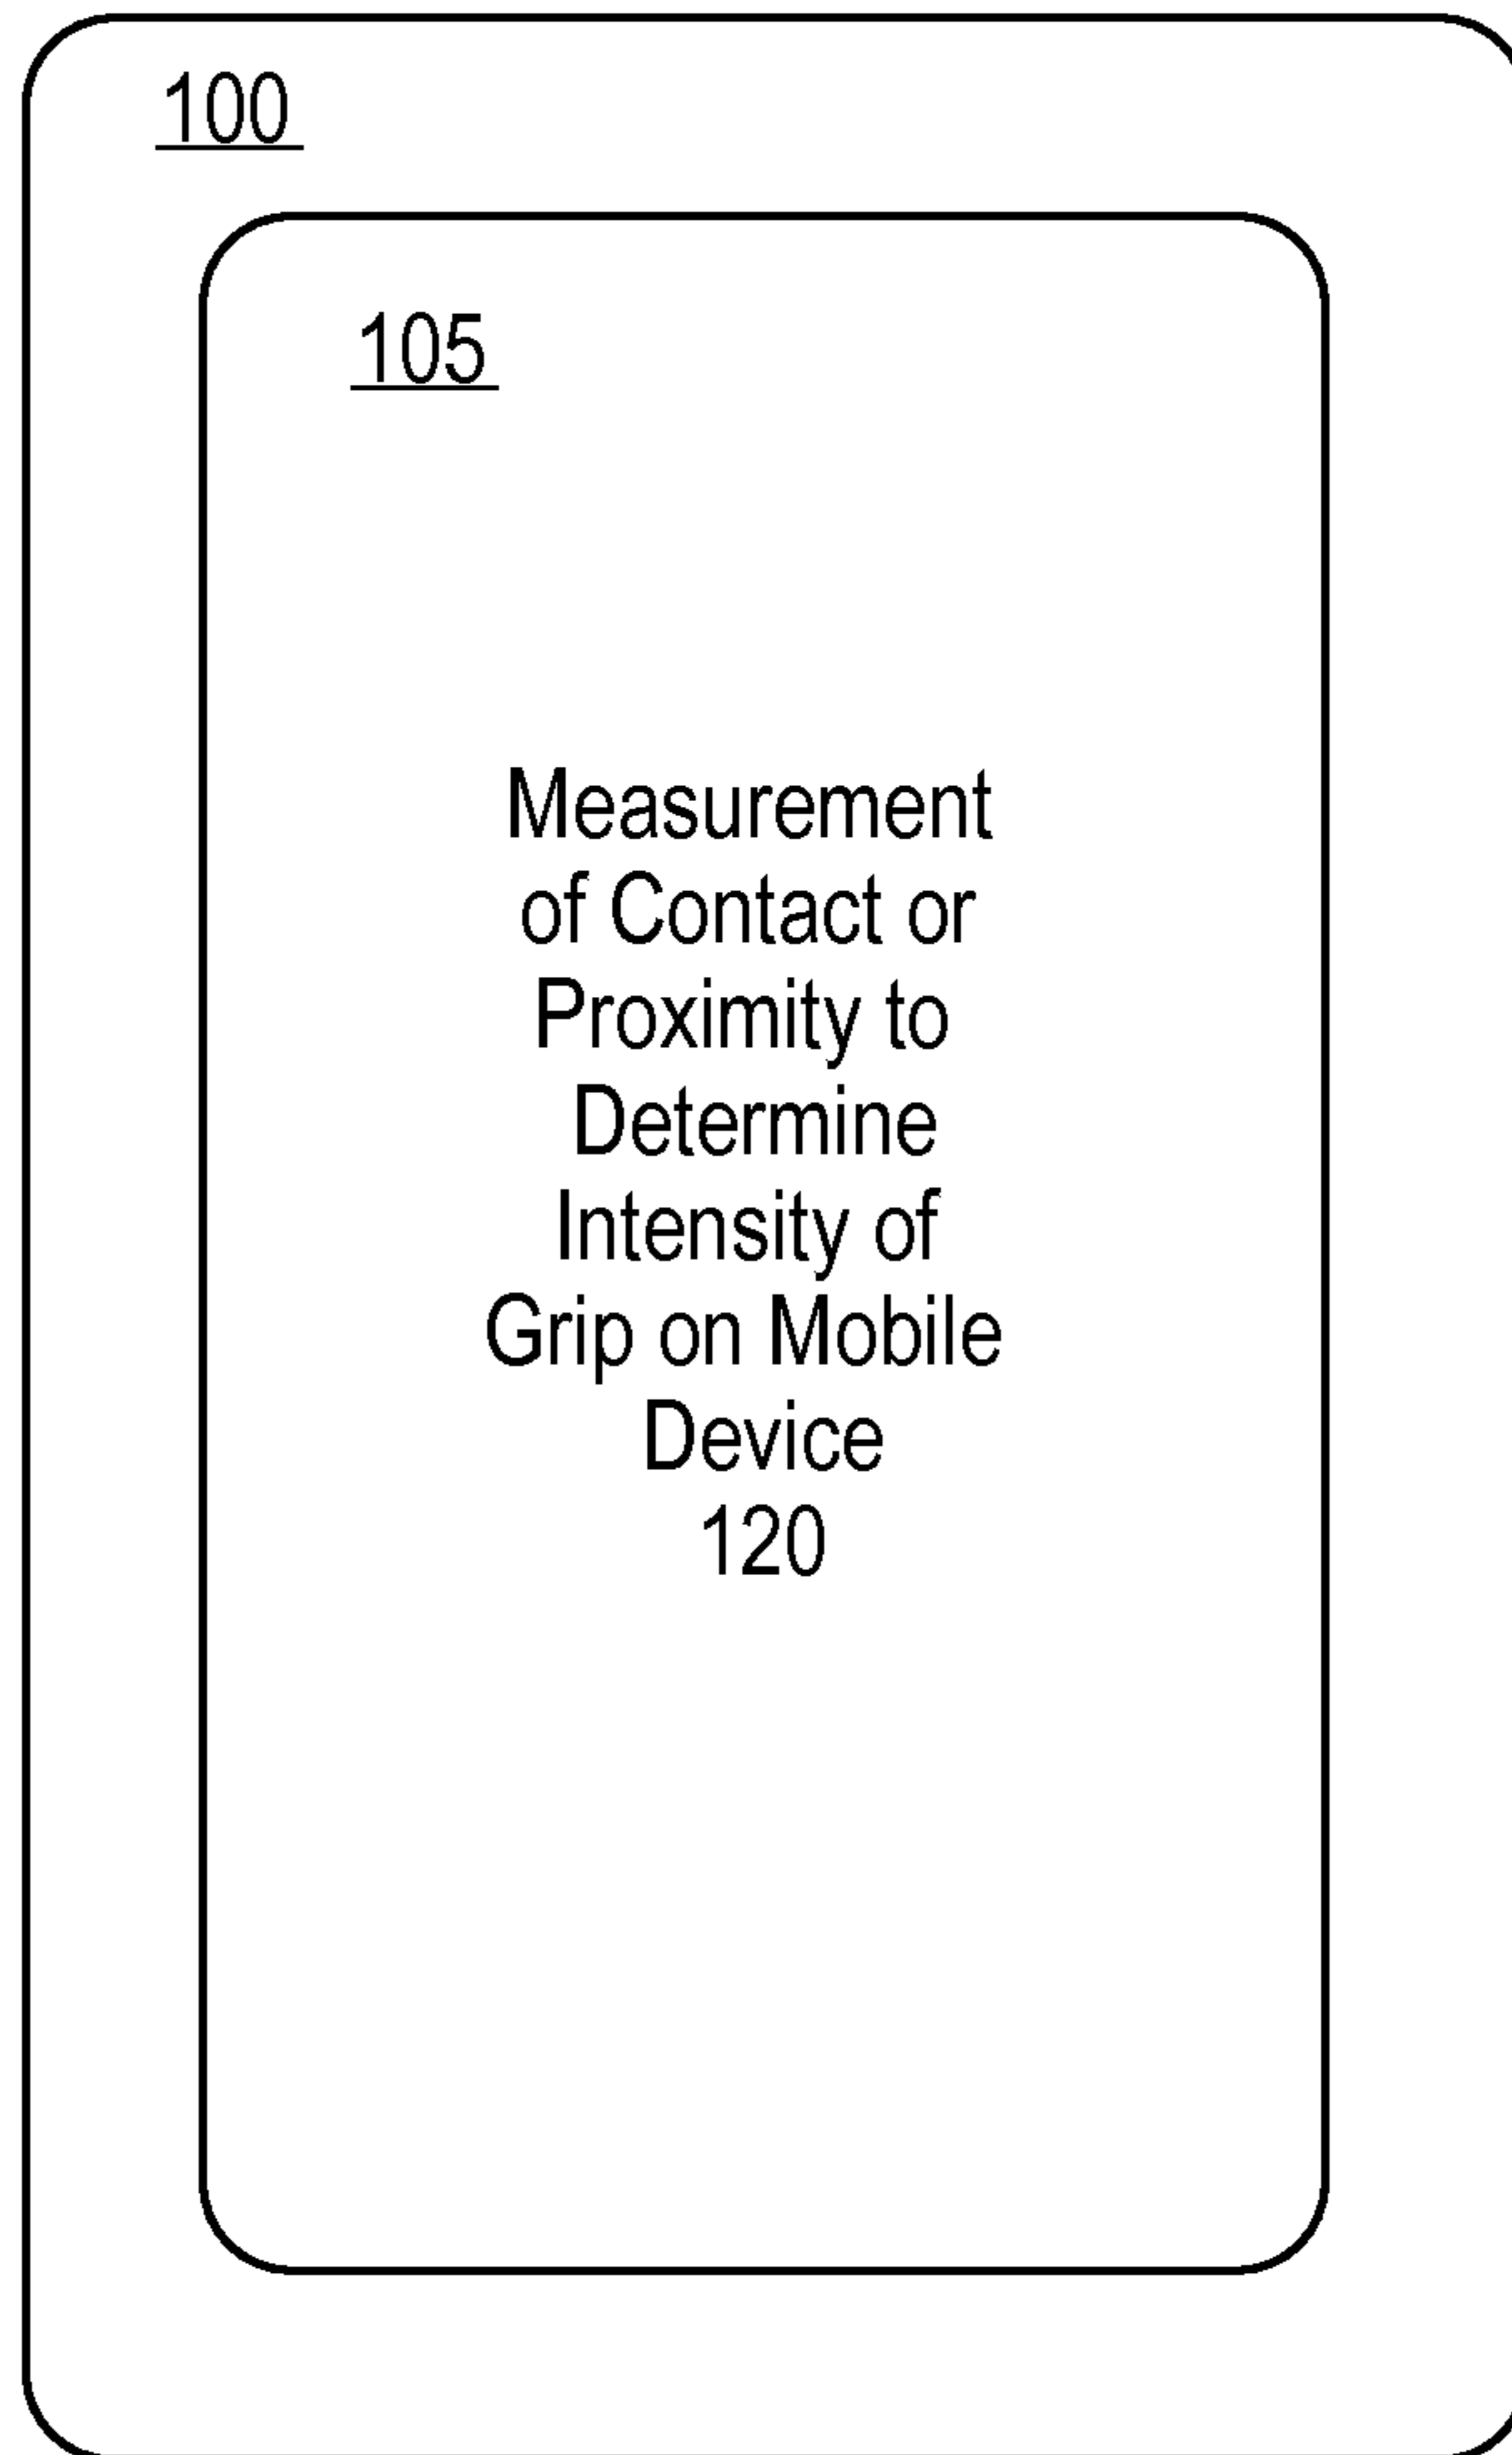 100
105
Measurement
of Contact or
Proximity to
Determine
Intensity of
Grip on Mobile
Device
120